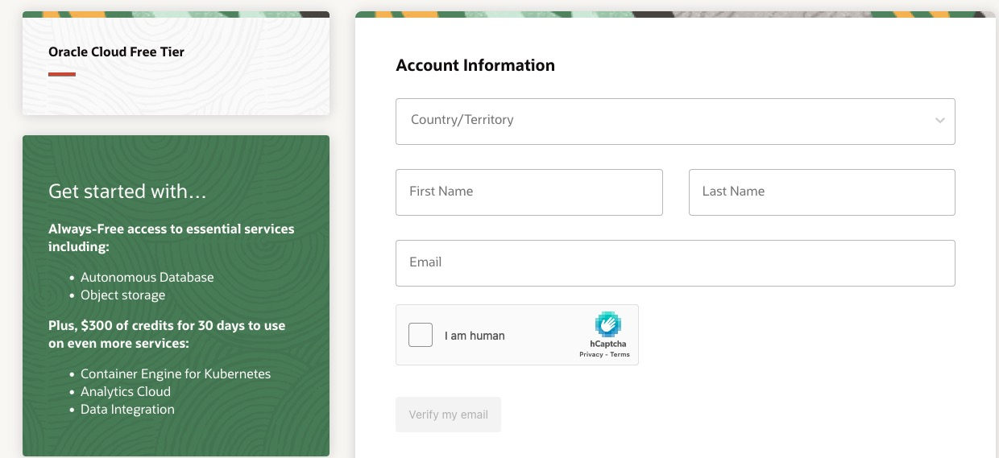 Oracle Cloud Free Tier
Get started with...
Always-Free access to essential services
including:
• Autonomous Database
• Object storage
Plus, $300 of credits for 30 days to use
on even more services:
• Container Engine for Kubernetes
• Analytics Cloud
• Data Integration
Account Information
Country/Territory
First Name
Last Name
Email
I am human
hCaptcha
Privacy - Terms
Verify my email